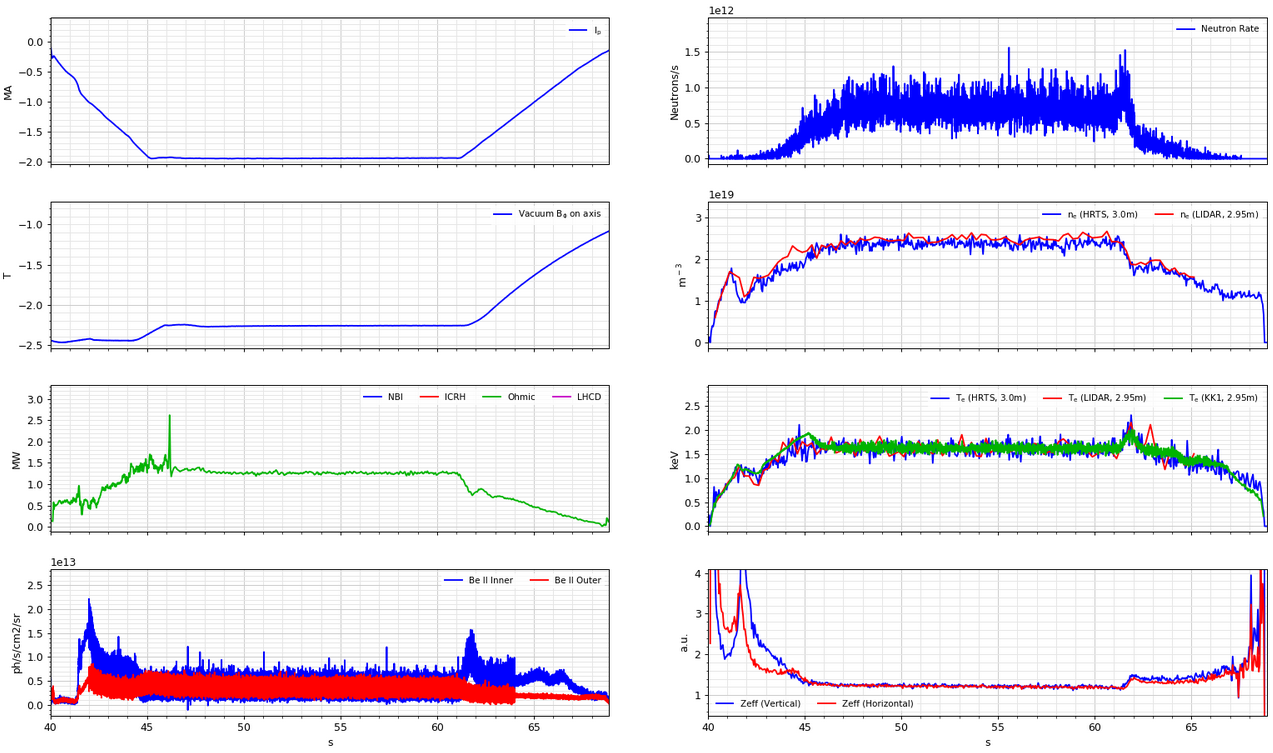 I_p
0.0
−0.5
−1.0
−1.5
−2.0
MA
1e12
Neutron Rate
1.5
1.0
0.5
0.0
Neutrons/s
Vacuum B_ϕ on axis
−1.0
−1.5
−2.0
−2.5
T
1e19
n_e (HRTS, 3.0m) n_e (LIDAR, 2.95m)
3
2
1
0
m^−3
NBI ICRH Ohmic LHCD
3.0
2.5
2.0
1.5
1.0
0.5
0.0
MW
T_e (HRTS, 3.0m) T_e (LIDAR, 2.95m) T_e (KK1, 2.95m)
2.5
2.0
1.5
1.0
0.5
0.0
keV
1e13
Be II Inner Be II Outer
2.5
2.0
1.5
1.0
0.5
0.0
ph/s/cm2/sr
40 45 50 55 60 65
s
4
3
2
1
a.u.
Zeff (Vertical) Zeff (Horizontal)
40 45 50 55 60 65
s